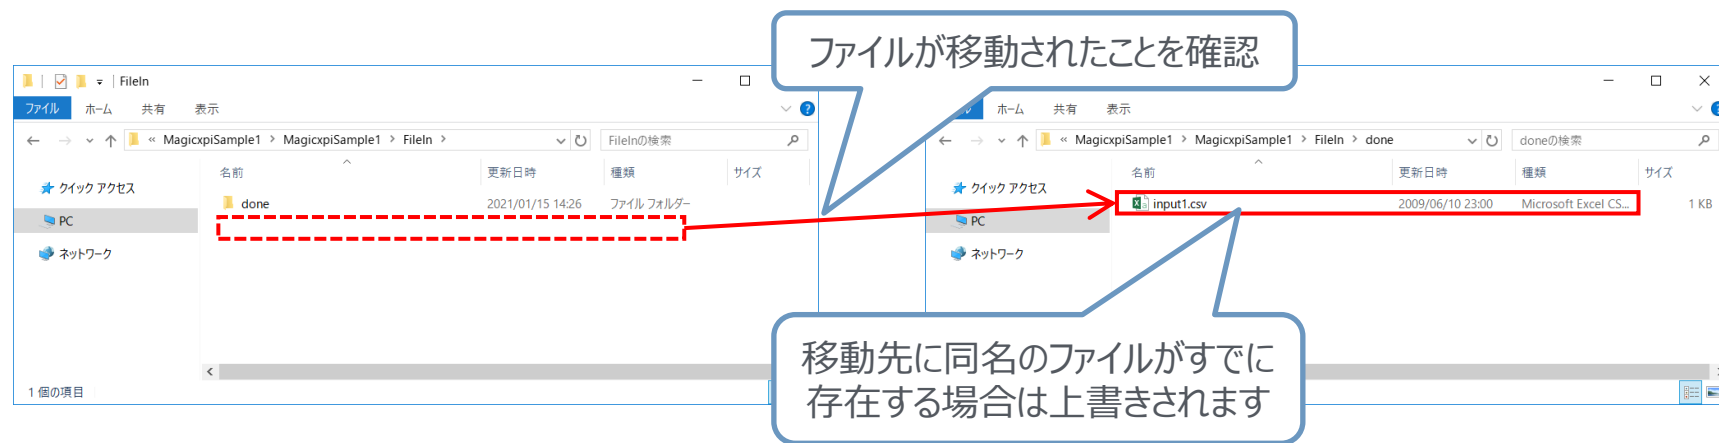 ファイルが移動されたことを確認
FileIn
ファイル ホーム 共有 表示
« MagicxpiSample1 › MagicxpiSample1 › FileIn ›
FileInの検索
名前 更新日時 種類 サイズ
クイック アクセス
done 2021/01/15 14:26 ファイル フォルダー
PC
ネットワーク
1 個の項目
ホーム 共有 表示
« MagicxpiSample1 › MagicxpiSample1 › FileIn › done
doneの検索
名前 更新日時 種類 サイズ
クイック アクセス
input1.csv 2009/06/10 23:00 Microsoft Excel CS... 1 KB
PC
ネットワーク
移動先に同名のファイルがすでに
存在する場合は上書きされます